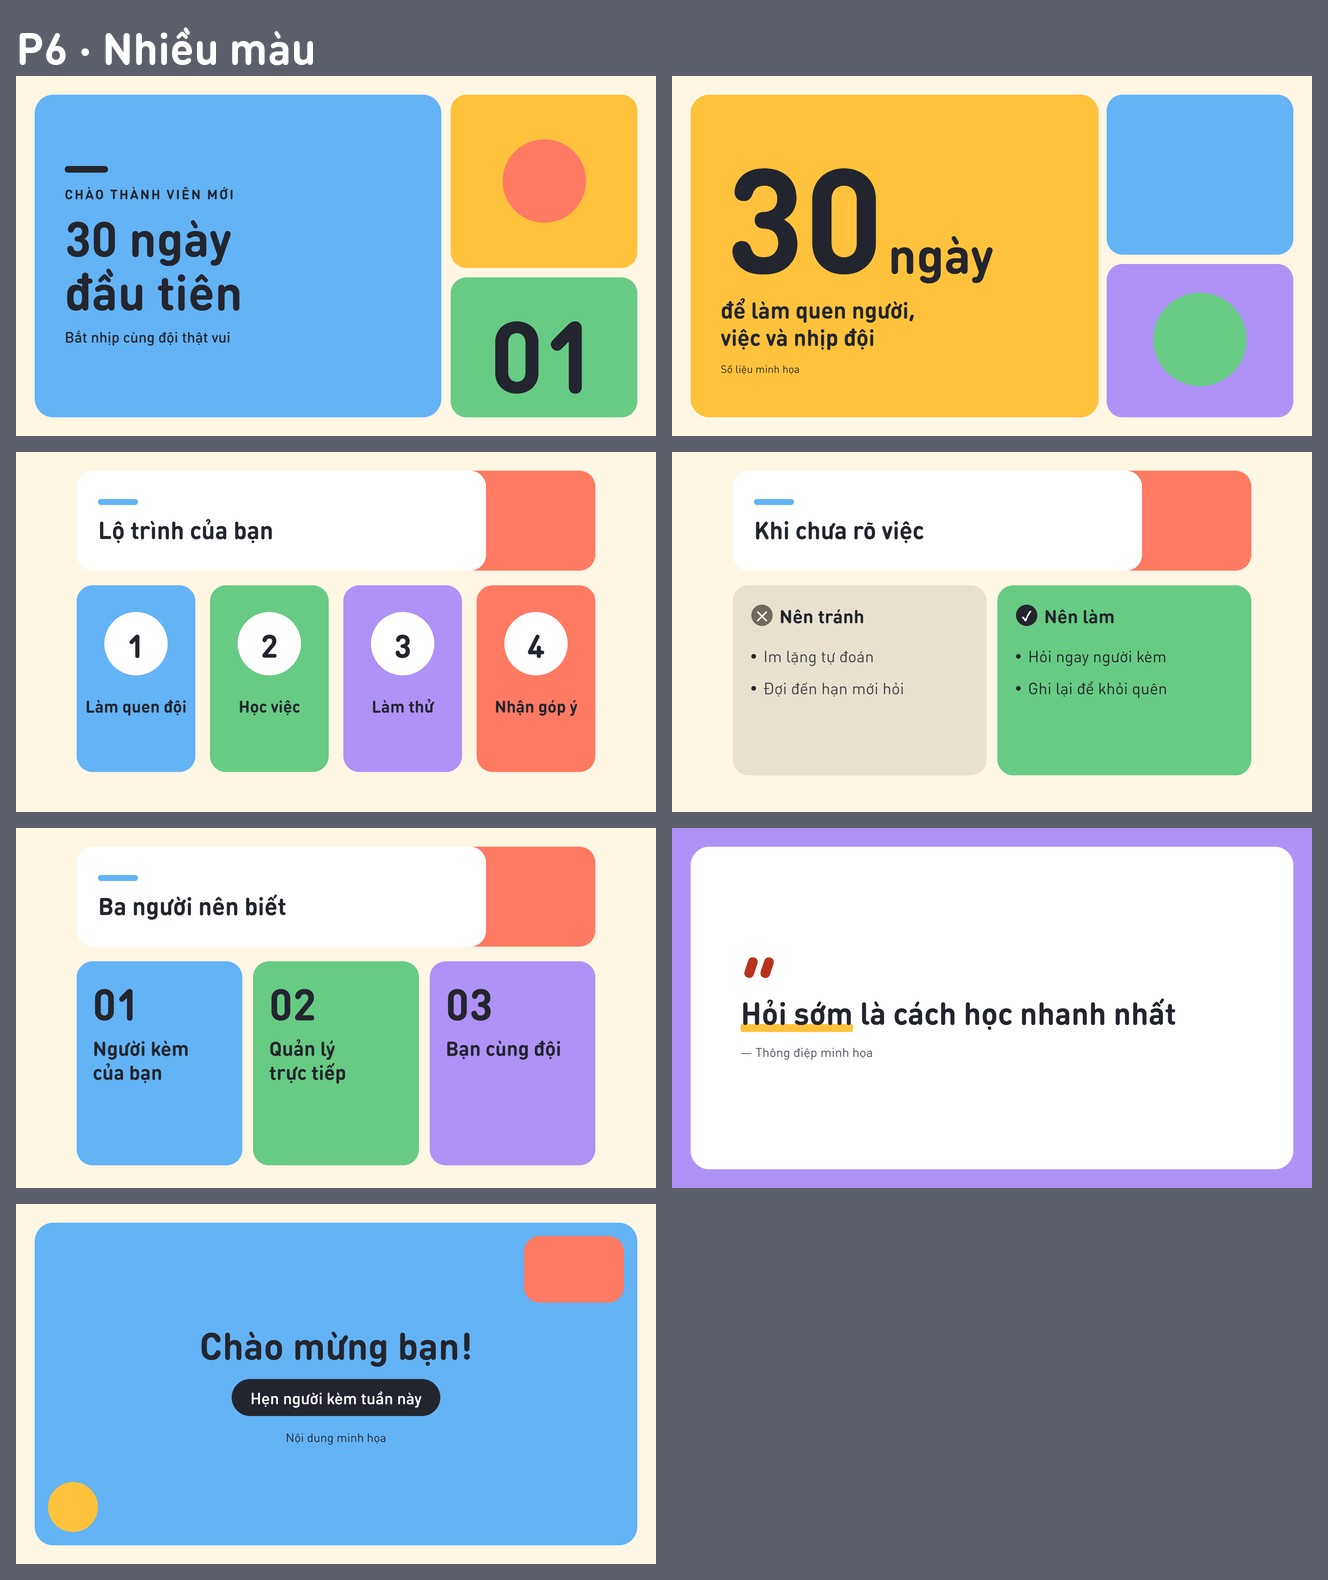 P6 · Nhiều màu
CHÀO THÀNH VIÊN MỚI
30 ngày
đầu tiên
Bắt nhịp cùng đội thật vui
01
30 ngày
để làm quen người,
việc và nhịp đội
Số liệu minh họa
Lộ trình của bạn
1
Làm quen đội
2
Học việc
3
Làm thử
4
Nhận góp ý
Khi chưa rõ việc
Nên tránh
• Im lặng tự đoán
• Đợi đến hạn mới hỏi
Nên làm
• Hỏi ngay người kèm
• Ghi lại để khỏi quên
Ba người nên biết
01
Người kèm
của bạn
02
Quản lý
trực tiếp
03
Bạn cùng đội
"
Hỏi sớm là cách học nhanh nhất
— Thông điệp minh họa
Chào mừng bạn!
Hẹn người kèm tuần này
Nội dung minh họa